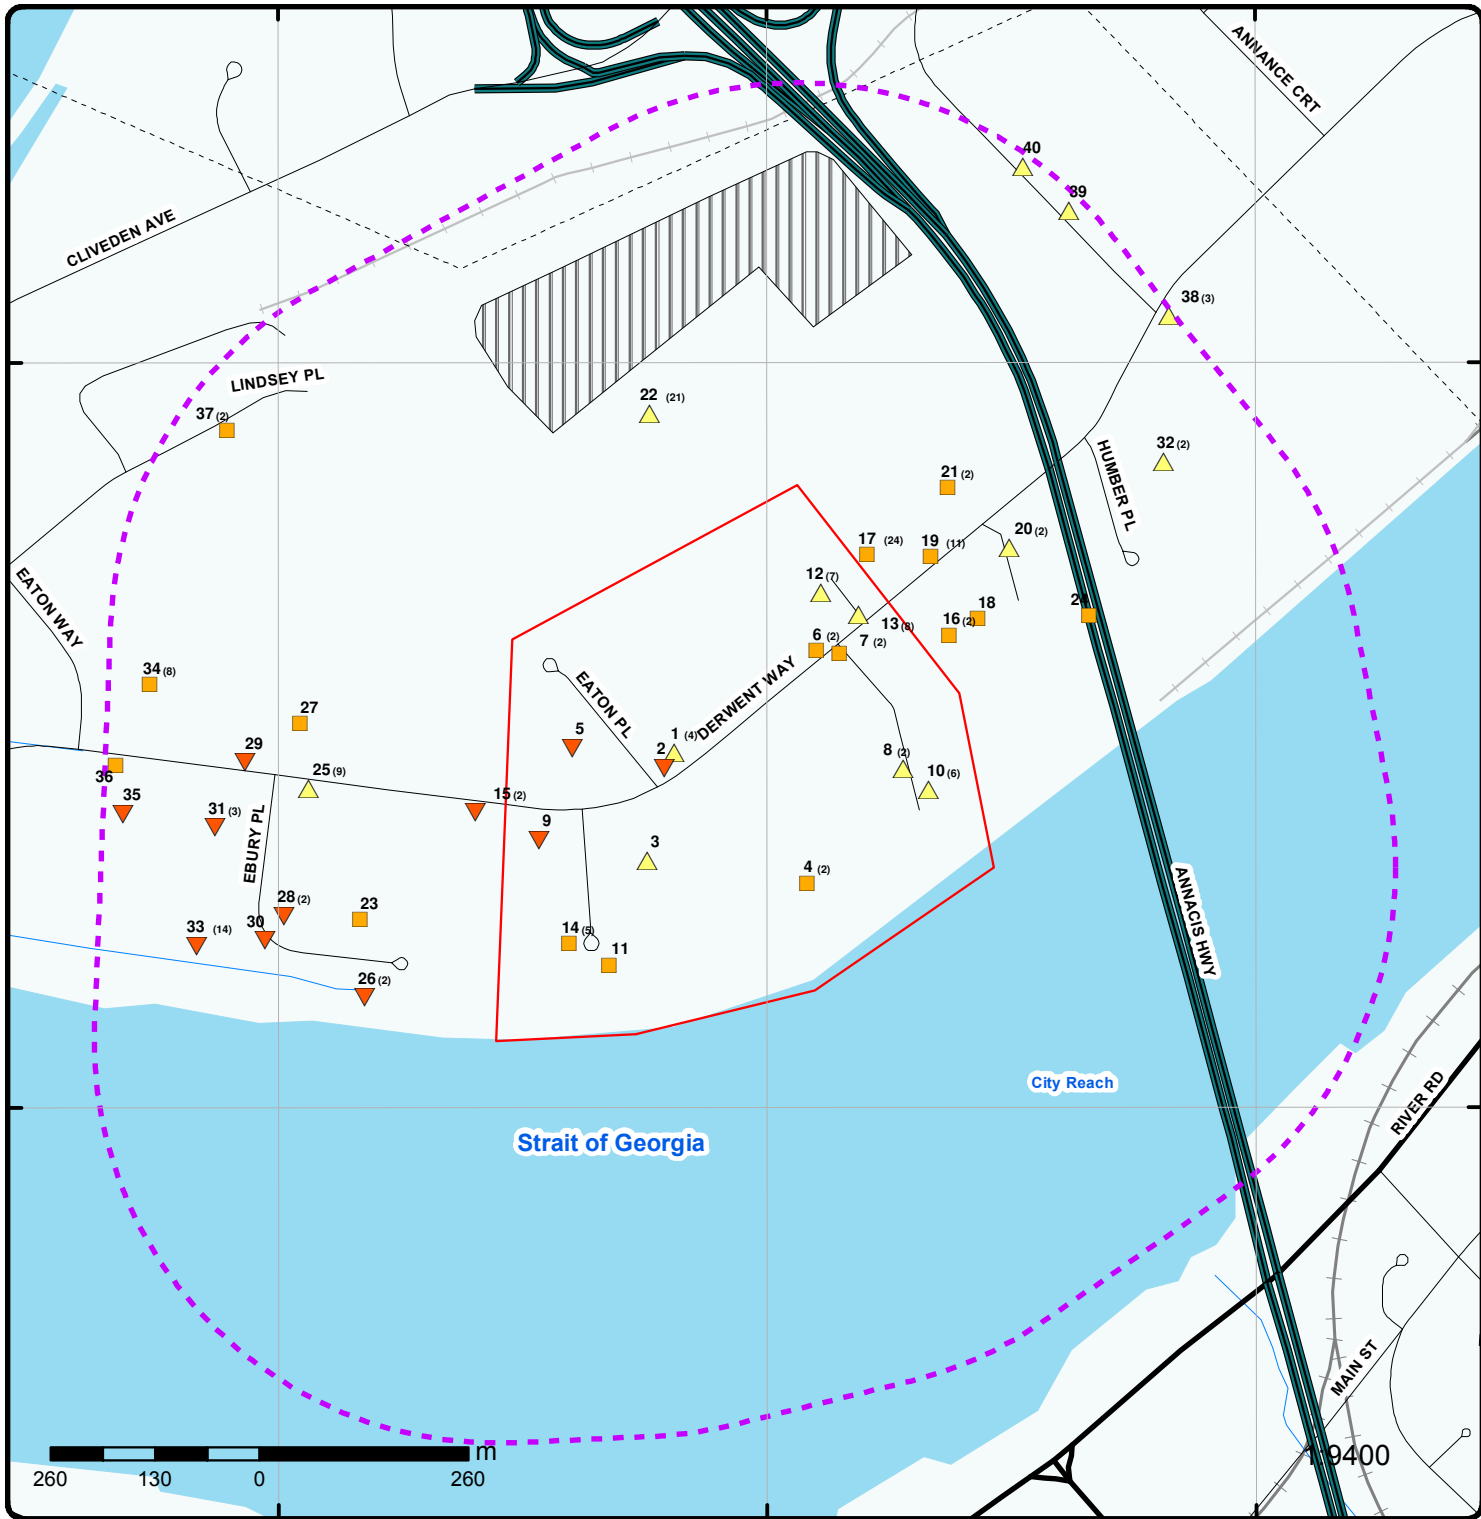 ANNANCE CRT
40
39
CLIVEDEN AVE
38 (3)
LINDSEY PL
22 (21)
37 (2)
32 (2)
HUMBER PL
21 (2)
17 (24)
19 (11)
20 (2)
EATON WAY
12 (7)
24
18
13 (8)
16 (2)
6 (2)
7 (2)
34 (8)
EATON PL
DERWENT WAY
27
5
1 (4)
2
29
8 (2)
36
25 (9)
10 (6)
35
31 (3)
15 (2)
9
EBURY PL
3
4 (2)
ANNACIS HWY
28 (2)
23
33 (14)
30
14 (5)
11
26 (2)
City Reach
RIVER RD
Strait of Georgia
MAIN ST
m
1:9400
260 130 0 260